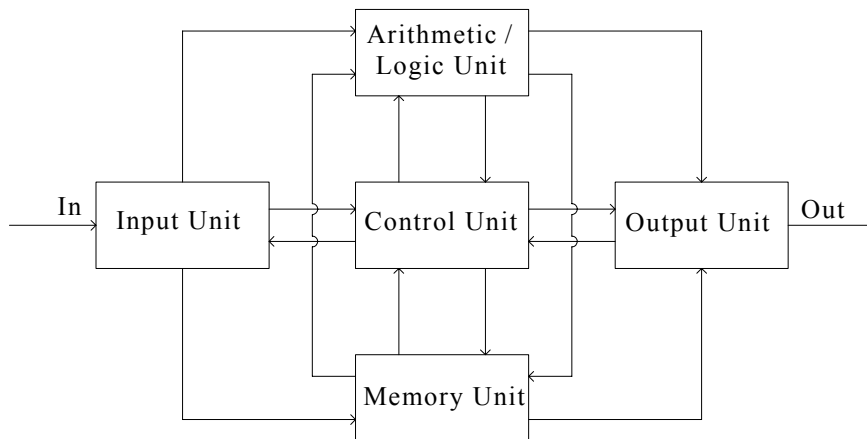 Arithmetic /
Logic Unit
In
Input Unit
Control Unit
Output Unit
Out
Memory Unit